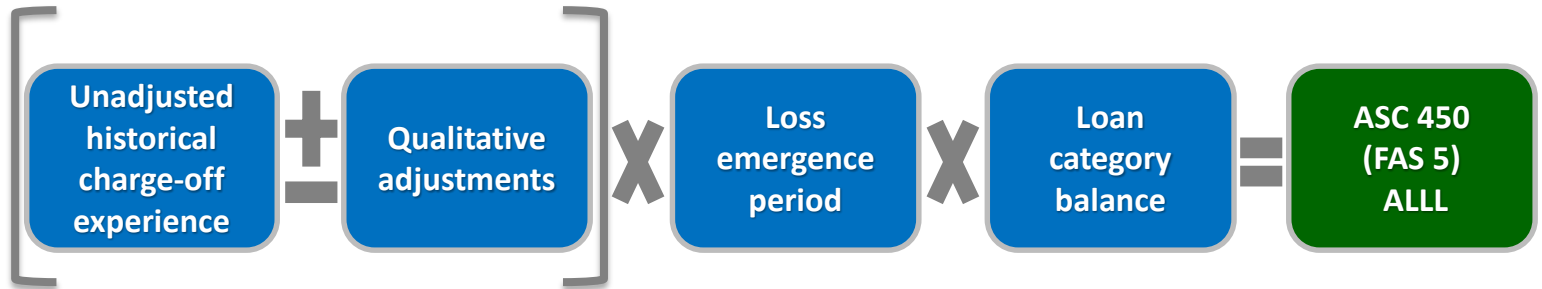 Unadjusted
historical
charge-off
experience
±
Qualitative
adjustments
×
Loss
emergence
period
×
Loan
category
balance
=
ASC 450
(FAS 5)
ALLL